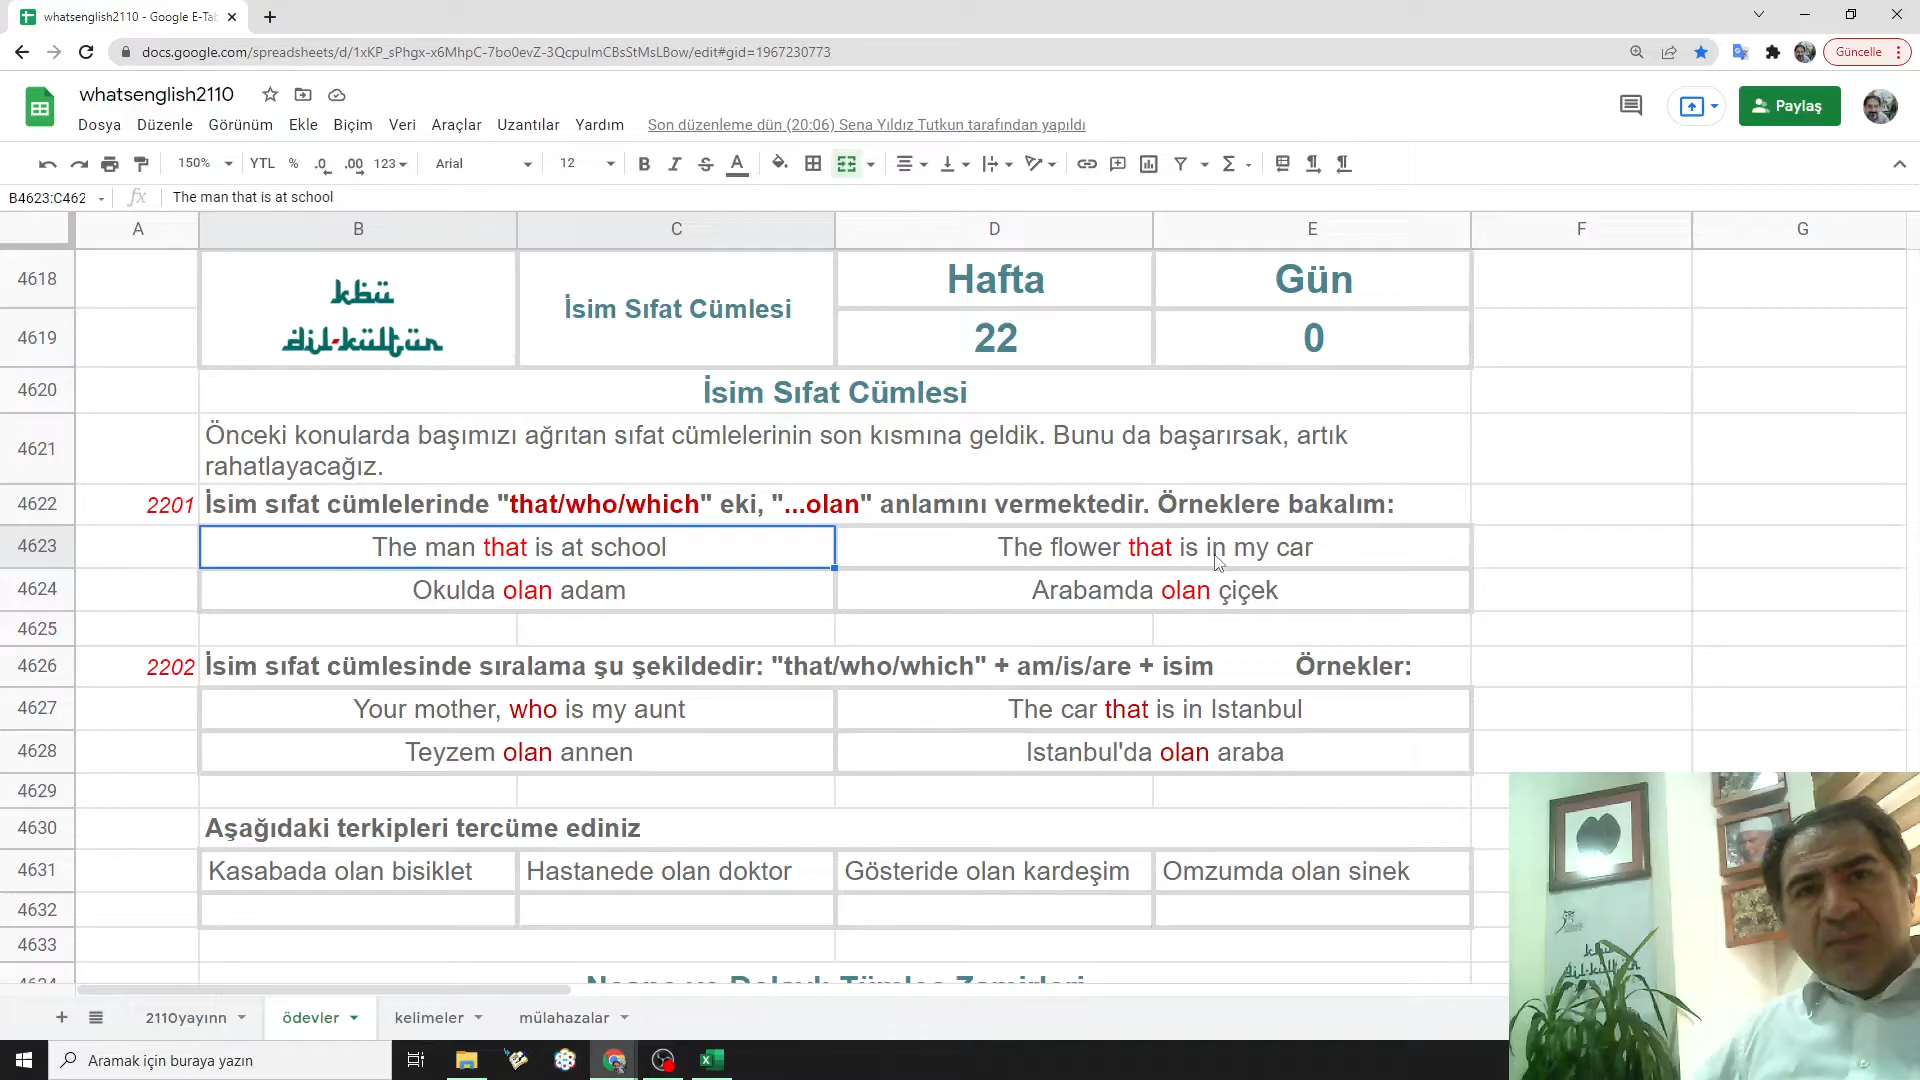 whatsenglish2110 - Google E-Tab
docs.google.com/spreadsheets/d/1xKP_sPhgx-x6MhpC-7bo0evZ-3QcpuImCBsStMsLBow/edit#gid=1967230773
Güncelle
whatsenglish2110
Paylaş
Dosya Düzenle Görünüm Ekle Biçim Veri Araçlar Uzantılar Yardım Son düzenleme dün (20:06) Sena Yıldız Tutkun tarafından yapıldı
150% YTL % .0 .00 123 Arial 12
B4623:C462 fx The man that is at school
A B C D E F G
4618 Hafta Gün
kbü
dil-kültür
İsim Sıfat Cümlesi
4619 22 0
4620 İsim Sıfat Cümlesi
4621 Önceki konularda başımızı ağrıtan sıfat cümlelerinin son kısmına geldik. Bunu da başarırsak, artık
rahatlayacağız.
4622 2201 İsim sıfat cümlelerinde "that/who/which" eki, "...olan" anlamını vermektedir. Örneklere bakalım:
4623 The man that is at school The flower that is in my car
4624 Okulda olan adam Arabamda olan çiçek
4625
4626 2202 İsim sıfat cümlesinde sıralama şu şekildedir: "that/who/which" + am/is/are + isim Örnekler:
4627 Your mother, who is my aunt The car that is in Istanbul
4628 Teyzem olan annen Istanbul'da olan araba
4629
4630 Aşağıdaki terkipleri tercüme ediniz
4631 Kasabada olan bisiklet Hastanede olan doktor Gösteride olan kardeşim Omzumda olan sinek
4632
4633
kbü
dil-kültür
2110yayınn ödevler kelimeler mülahazalar
Aramak için buraya yazın